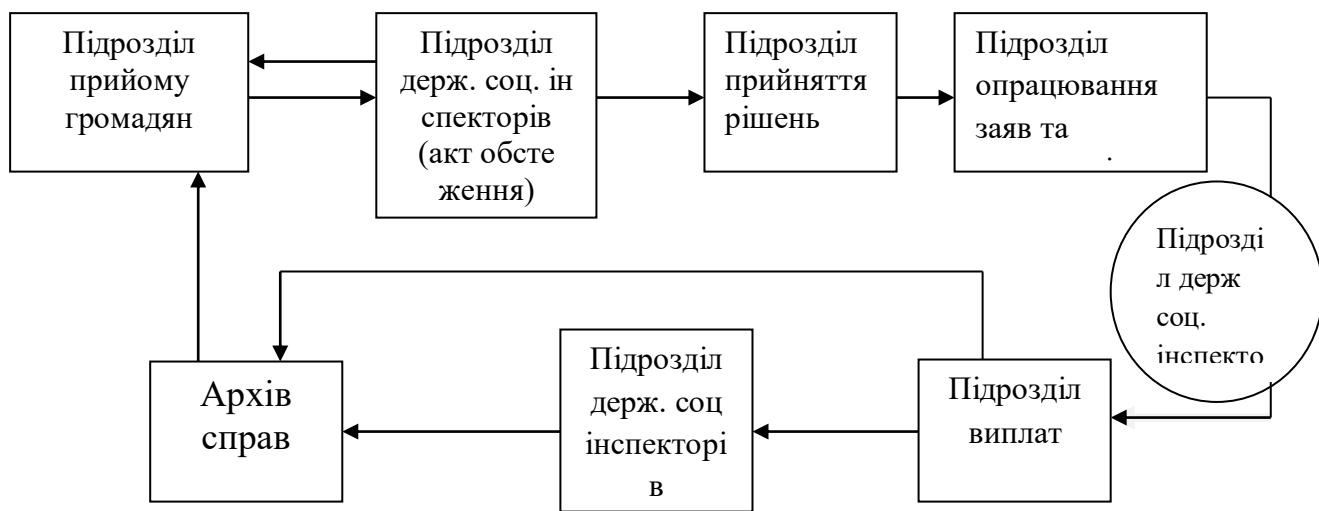 Підрозділ
прийому
громадян
Підрозділ
держ. соц. ін
спекторів
(акт обсте
ження)
Підрозділ
прийняття
рішень
Підрозділ
опрацювання
заяв та
.
Підрозді
л держ
соц.
інспекто
Підрозділ
виплат
Підрозділ
держ. соц
інспекторі
в
Архів
справ